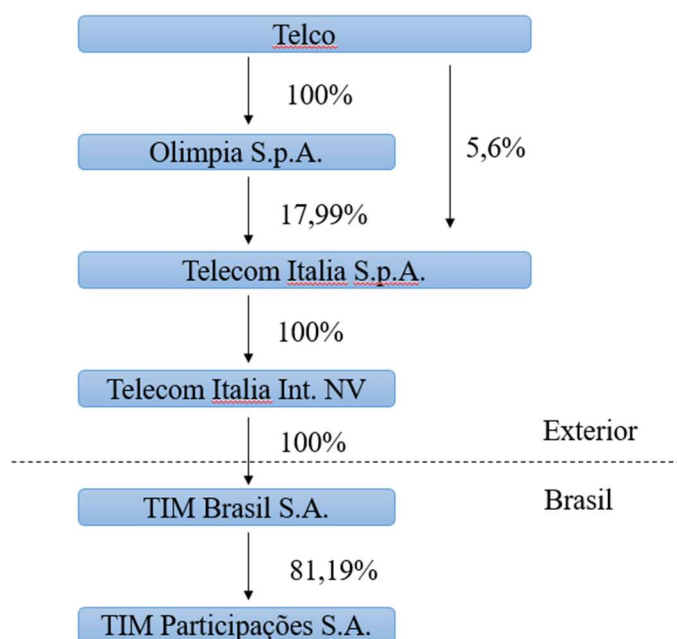 Telco
100%
5,6%
Olimpia S.p.A.
17,99%
Telecom Italia S.p.A.
100%
Telecom Italia Int. NV
Exterior
100%
Brasil
TIM Brasil S.A.
81,19%
TIM Participações S.A.